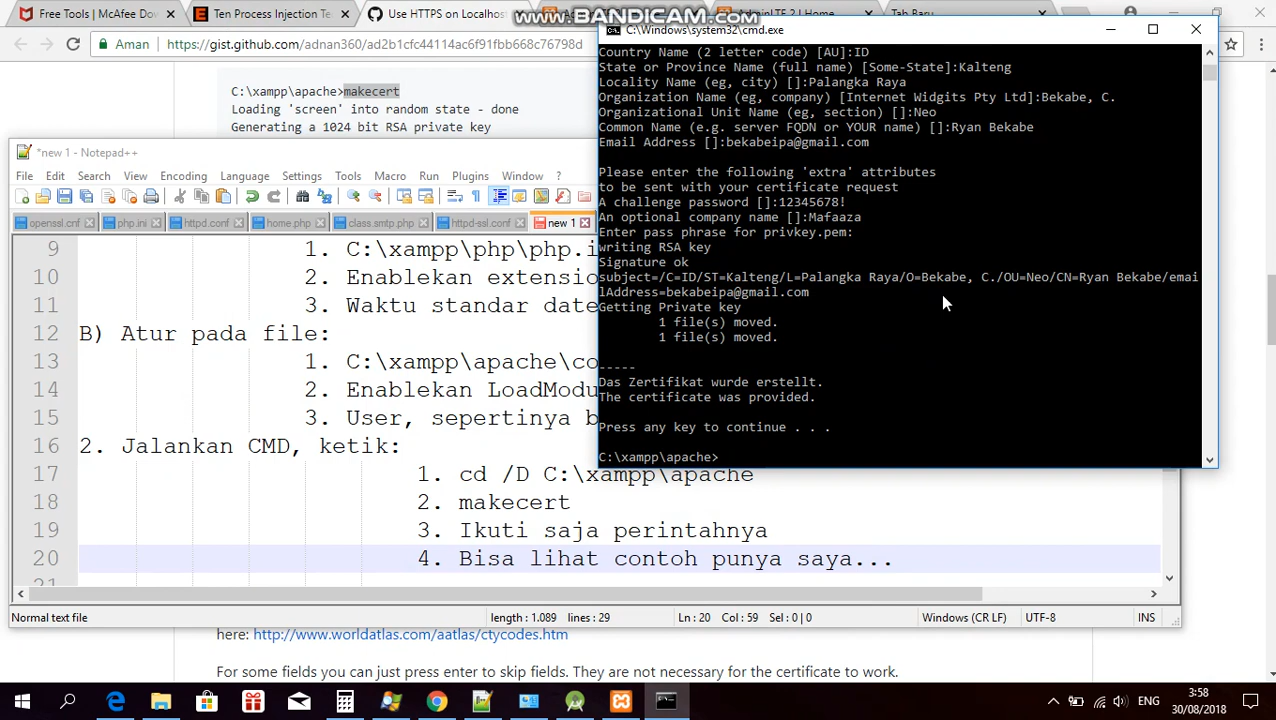 Free Tools | McAfee Dow
Ten Process Injection Te
Use HTTPS on Localhos
LTE 2 | Home
Tab Baru
www.BANDICAM.com
Aman
https://gist.github.com/adnan360/ad2b1cfc44114a16f91bbb668c76798d
C:\xampp\apache>makecert
Loading 'screen' into random state - done
Generating a 1024 bit RSA private key
*new 1 - Notepad++
File Edit Search View Encoding Language Settings Tools Macro Run Plugins Window ?
openssl.cnf php.ini httpd.conf home.php class.smtp.php httpd-ssl.conf new 1
9 1. C:\xampp\php\php.i
10 2. Enablekan extension
11 3. Waktu standar date
12 B) Atur pada file:
13 1. C:\xampp\apache\co
14 2. Enablekan LoadModu
15 3. User, sepertinya b
16 2. Jalankan CMD, ketik:
17 1. cd /D C:\xampp\apache
18 2. makecert
19 3. Ikuti saja perintahnya
20 4. Bisa lihat contoh punya saya...
21
Normal text file length : 1.089 lines : 29 Ln : 20 Col : 59 Sel : 0 | 0 Windows (CR LF) UTF-8 INS
C:\Windows\system32\cmd.exe
Country Name (2 letter code) [AU]:ID
State or Province Name (full name) [Some-State]:Kalteng
Locality Name (eg, city) []:Palangka Raya
Organization Name (eg, company) [Internet Widgits Pty Ltd]:Bekabe, C.
Organizational Unit Name (eg, section) []:Neo
Common Name (e.g. server FQDN or YOUR name) []:Ryan Bekabe
Email Address []:bekabeipa@gmail.com
Please enter the following 'extra' attributes
to be sent with your certificate request
A challenge password []:12345678!
An optional company name []:Mafaaza
Enter pass phrase for privkey.pem:
writing RSA key
Signature ok
subject=/C=ID/ST=Kalteng/L=Palangka Raya/O=Bekabe, C./OU=Neo/CN=Ryan Bekabe/emai
lAddress=bekabeipa@gmail.com
Getting Private key
1 file(s) moved.
1 file(s) moved.
-----
Das Zertifikat wurde erstellt.
The certificate was provided.
Press any key to continue . . .
C:\xampp\apache>
here: http://www.worldatlas.com/aatlas/ctycodes.htm
For some fields you can just press enter to skip fields. They are not necessary for the certificate to work.
ENG
3:58
30/08/2018